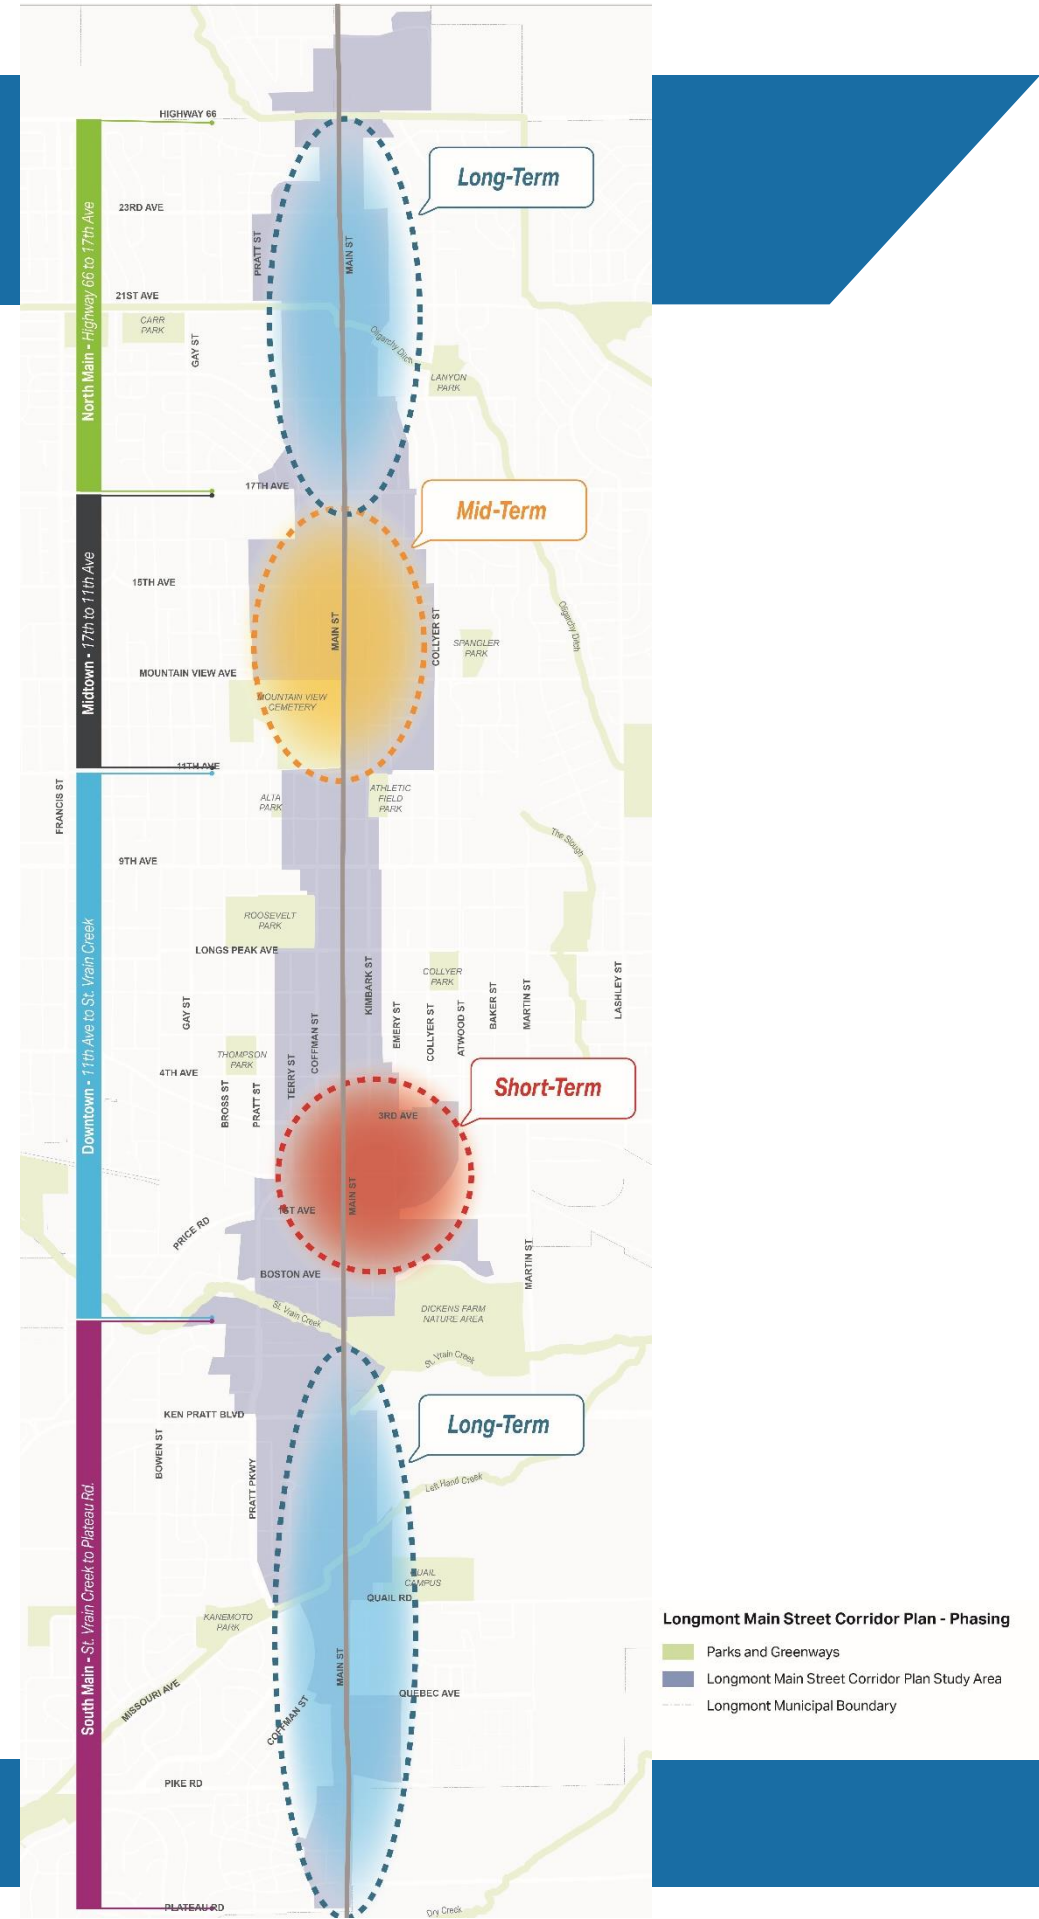 HIGHWAY 66
Long-Term
23RD AVE
PRATT ST
MAIN ST
North Main - Highway 66 to 17th Ave
21ST AVE
CARR
PARK
GAY ST
Oligarchy Ditch
LANYON
PARK
17TH AVE
Mid-Term
Midtown - 17th to 11th Ave
15TH AVE
MAIN ST
COLLYER ST
Oligarchy Ditch
SPANGLER
PARK
MOUNTAIN VIEW AVE
MOUNTAIN VIEW
CEMETERY
11TH AVE
FRANCIS ST
ALTA
PARK
ATHLETIC
FIELD
PARK
The Slough
9TH AVE
Downtown - 11th Ave to St. Vrain Creek
ROOSEVELT
PARK
LONGS PEAK AVE
COLLYER
PARK
KIMBARK ST
GAY ST
COFFMAN ST
EMERY ST
COLLYER ST
ATWOOD ST
BAKER ST
MARTIN ST
LASHLEY ST
THOMPSON
PARK
4TH AVE
BROSS ST
PRATT ST
TERRY ST
Short-Term
3RD AVE
MAIN ST
1ST AVE
PRICE RD
MARTIN ST
BOSTON AVE
St. Vrain Creek
DICKENS FARM
NATURE AREA
St. Vrain Creek
South Main - St. Vrain Creek to Plateau Rd.
KEN PRATT BLVD
Long-Term
BOWEN ST
PRATT PKWY
Left Hand Creek
QUAIL
CAMPUS
QUAIL RD
KANEMOTO
PARK
MAIN ST
MISSOURI AVE
COFFMAN ST
QUEBEC AVE
PIKE RD
PLATEAU RD
Dry Creek
Longmont Main Street Corridor Plan - Phasing
Parks and Greenways
Longmont Main Street Corridor Plan Study Area
Longmont Municipal Boundary